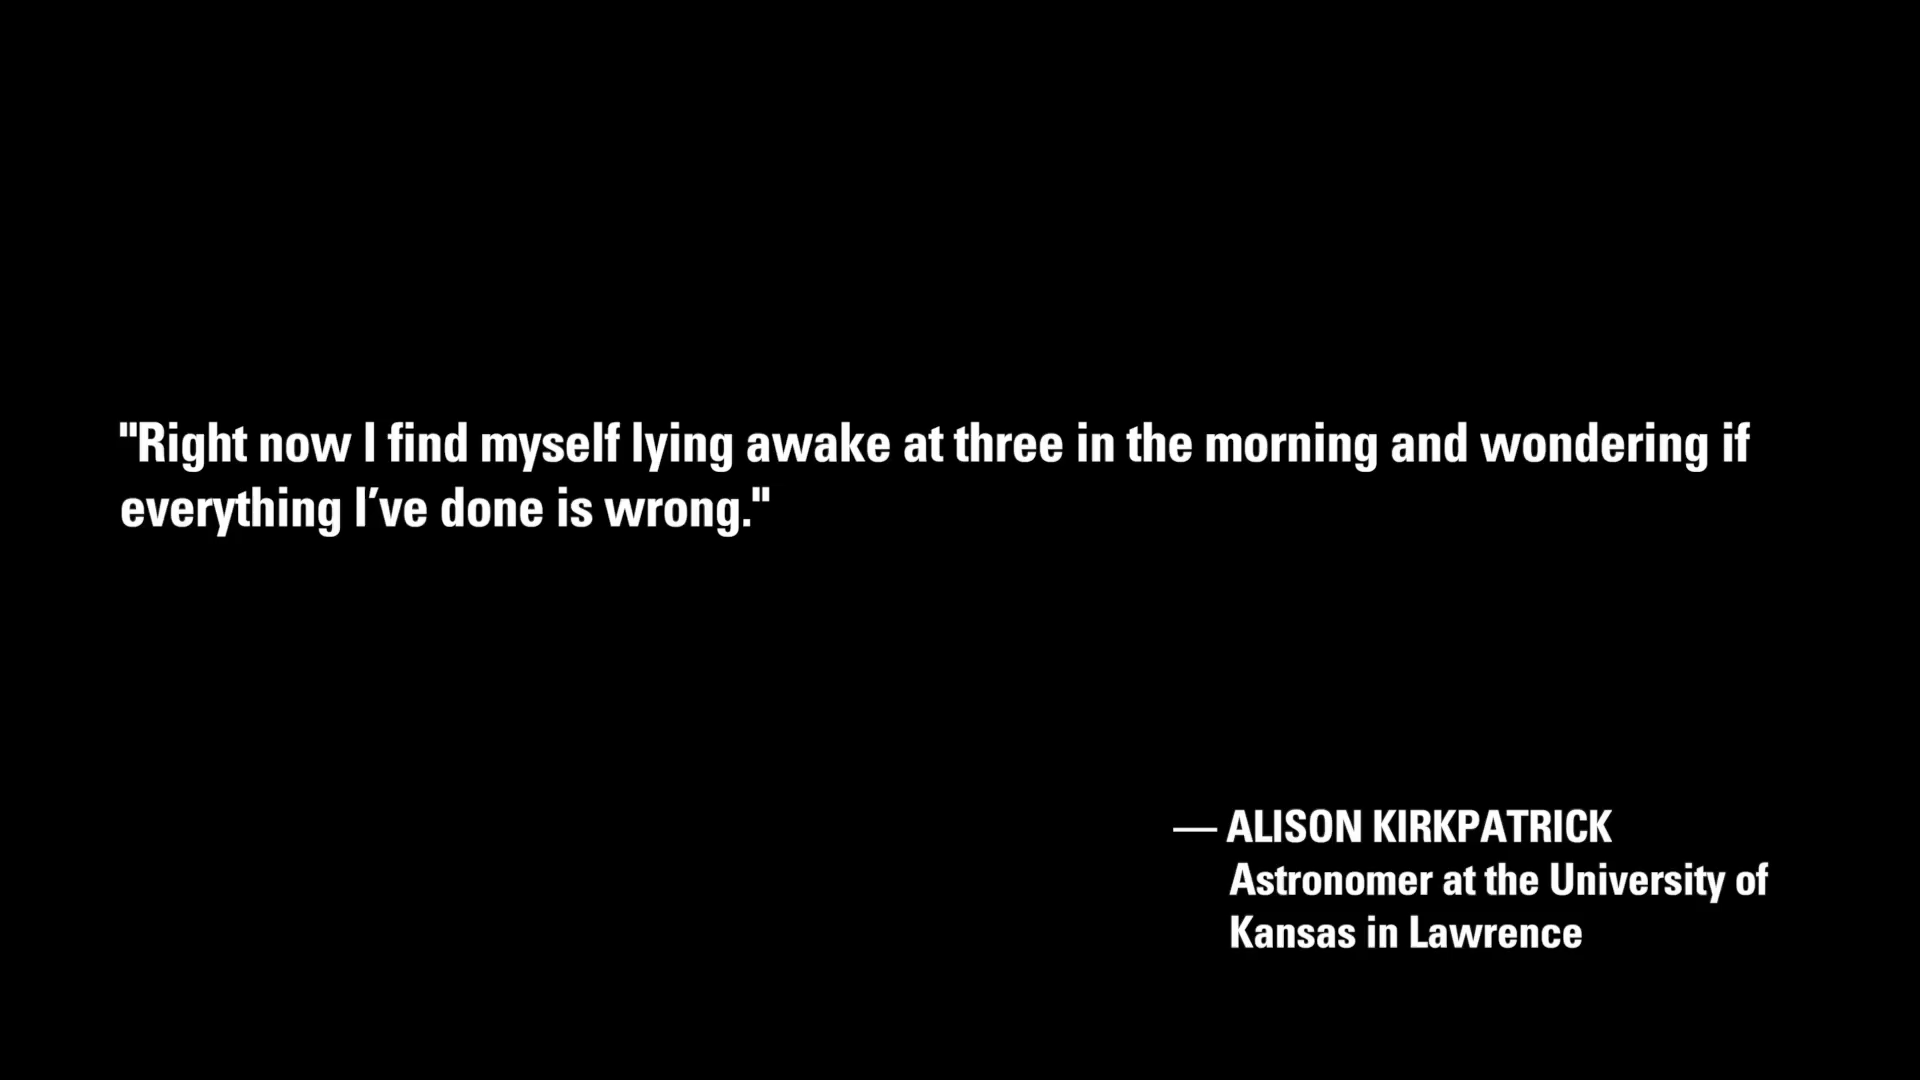 "Right now I find myself lying awake at three in the morning and wondering if
everything I’ve done is wrong."
— ALISON KIRKPATRICK
Astronomer at the University of
Kansas in Lawrence